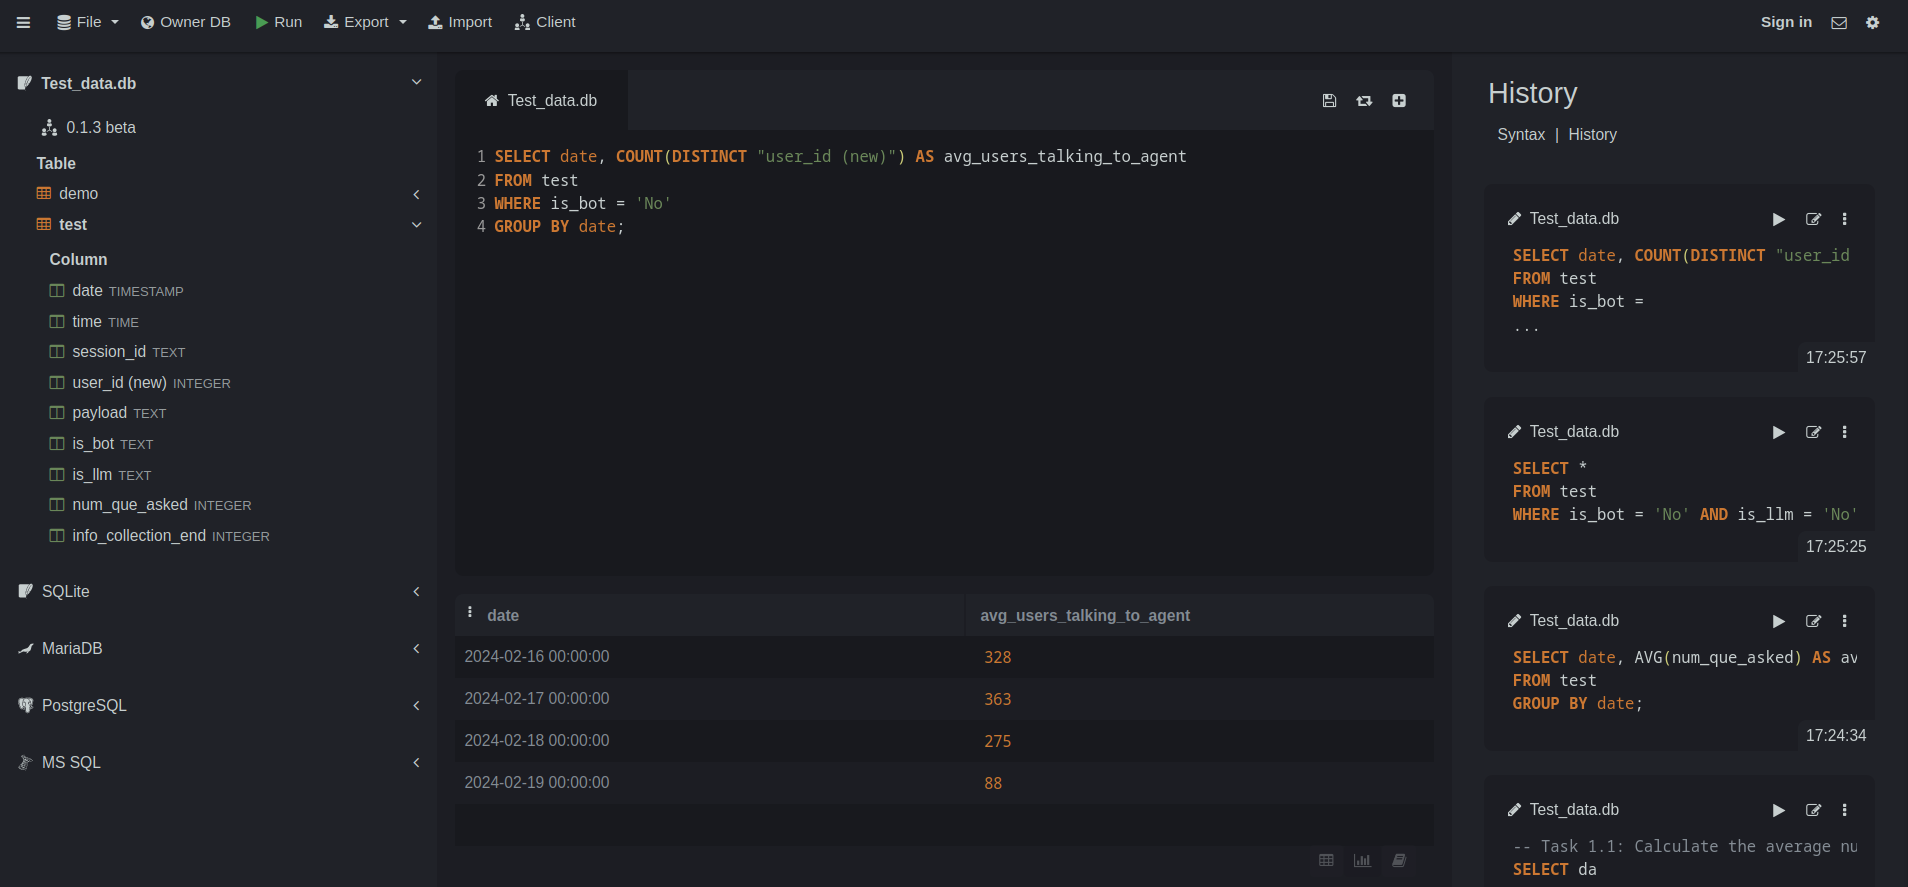 File Owner DB Run Export Import Client Sign in
Test_data.db
0.1.3 beta
Table
demo
test
Column
date TIMESTAMP
time TIME
session_id TEXT
user_id (new) INTEGER
payload TEXT
is_bot TEXT
is_llm TEXT
num_que_asked INTEGER
info_collection_end INTEGER
SQLite
MariaDB
PostgreSQL
MS SQL
Test_data.db
1 SELECT date, COUNT(DISTINCT "user_id (new)") AS avg_users_talking_to_agent
2 FROM test
3 WHERE is_bot = 'No'
4 GROUP BY date;
date avg_users_talking_to_agent
2024-02-16 00:00:00 328
2024-02-17 00:00:00 363
2024-02-18 00:00:00 275
2024-02-19 00:00:00 88
History
Syntax | History
Test_data.db
SELECT date, COUNT(DISTINCT "user_id
FROM test
WHERE is_bot =
...
17:25:57
Test_data.db
SELECT *
FROM test
WHERE is_bot = 'No' AND is_llm = 'No'
17:25:25
Test_data.db
SELECT date, AVG(num_que_asked) AS av
FROM test
GROUP BY date;
17:24:34
Test_data.db
-- Task 1.1: Calculate the average nu
SELECT da